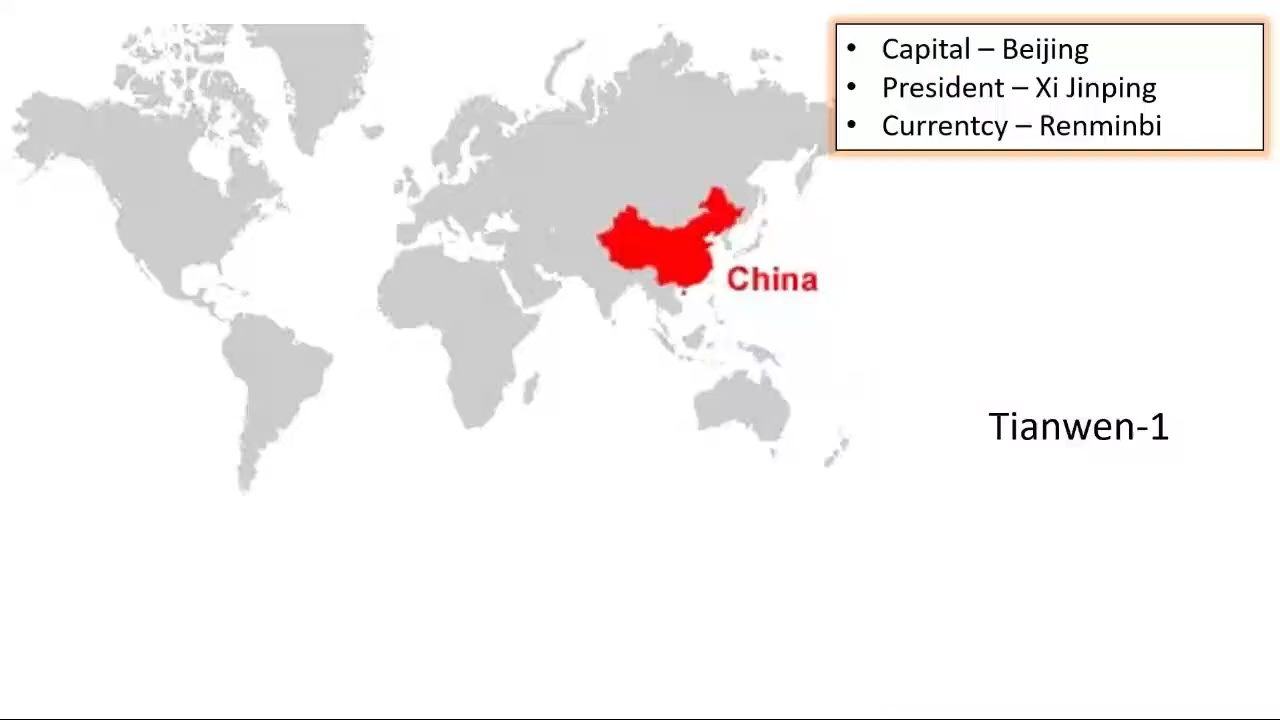 • Capital – Beijing
• President – Xi Jinping
• Currentcy – Renminbi
China
Tianwen-1